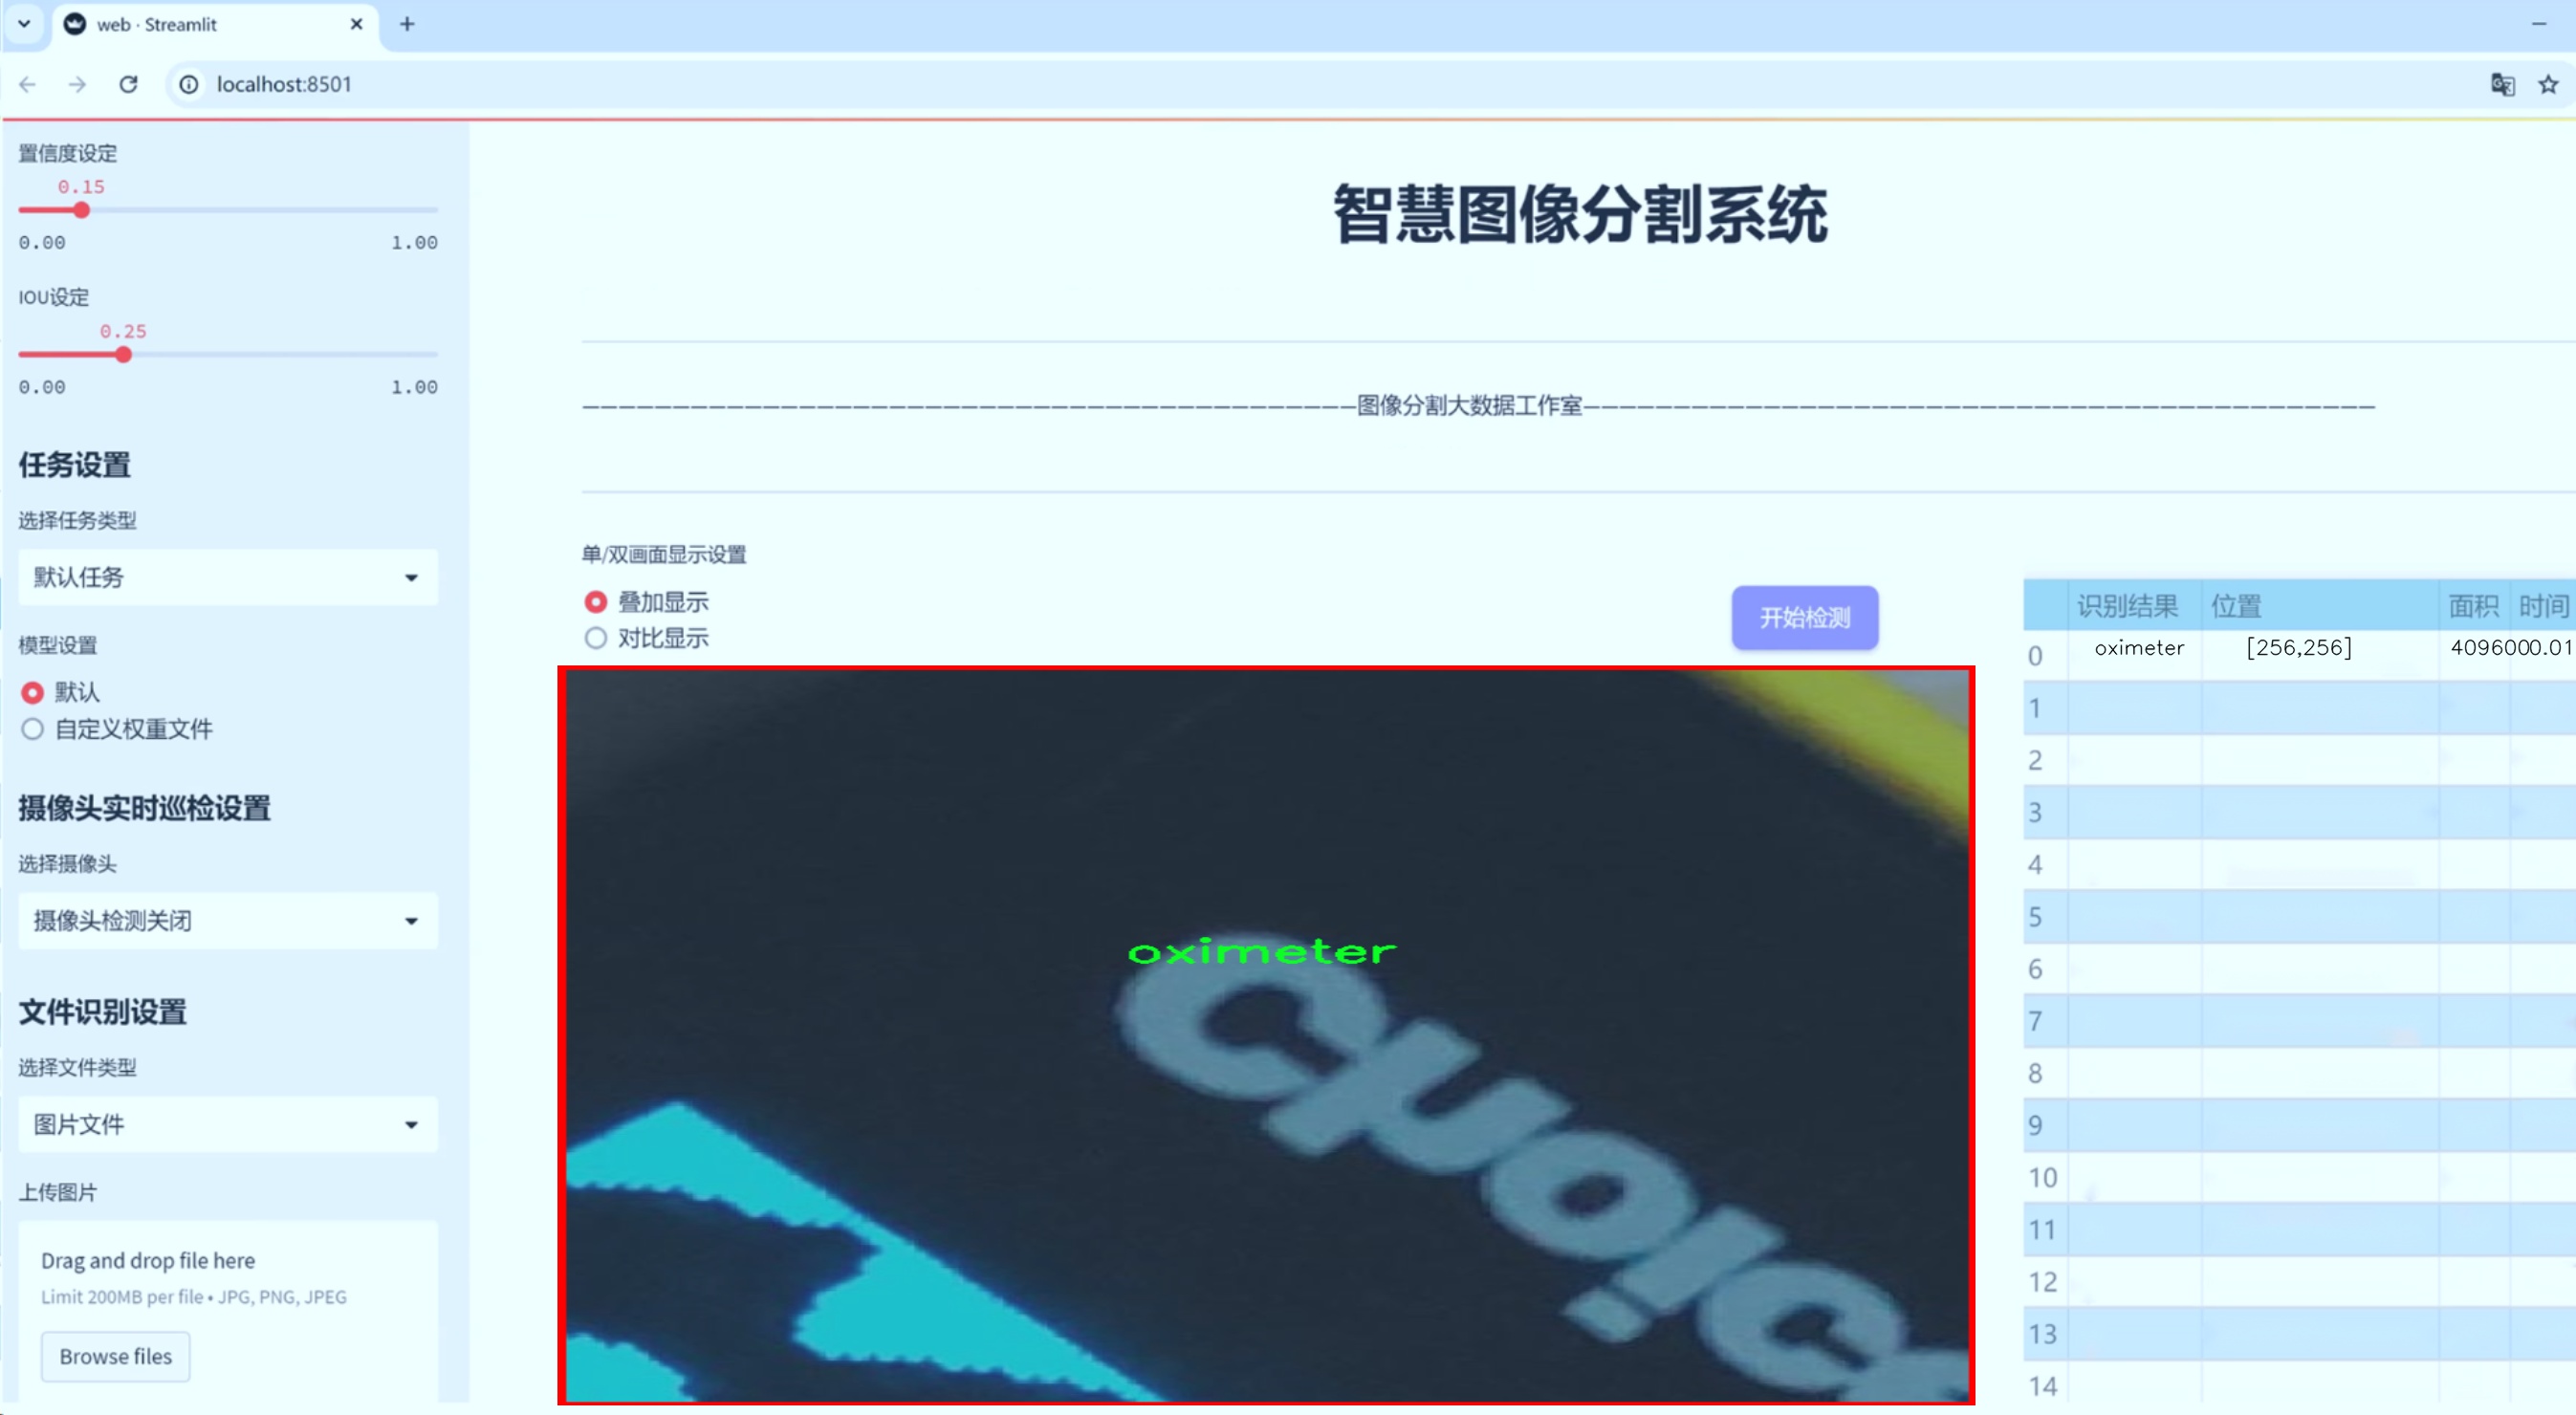 web · Streamlit
localhost:8501
置信度设定
0.15
0.00 1.00
IOU设定
0.25
0.00 1.00
任务设置
选择任务类型
默认任务
模型设置
默认
自定义权重文件
摄像头实时巡检设置
选择摄像头
摄像头检测关闭
文件识别设置
选择文件类型
图片文件
上传图片
Drag and drop file here
Limit 200MB per file • JPG, PNG, JPEG
Browse files
智慧图像分割系统
图像分割大数据工作室
单/双画面显示设置
叠加显示
对比显示
开始检测
oximeter
识别结果 位置 面积 时间
0 oximeter [256,256] 4096000.01
1
2
3
4
5
6
7
8
9
10
11
12
13
14